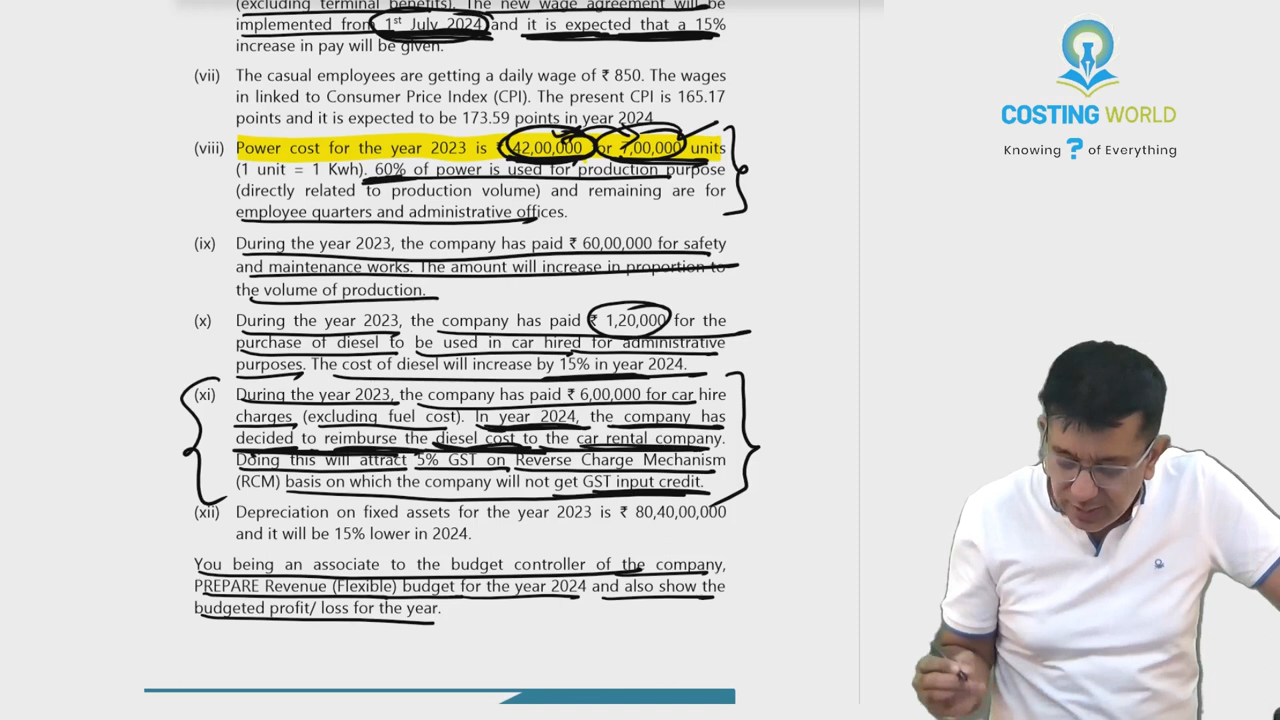 (excluding terminal benefits). The new wage agreement will be
implemented from 1st July 2024 and it is expected that a 15%
increase in pay will be given.
(vii) The casual employees are getting a daily wage of ₹ 850. The wages
in linked to Consumer Price Index (CPI). The present CPI is 165.17
points and it is expected to be 173.59 points in year 2024.
(viii) Power cost for the year 2023 is ₹ 42,00,000 for 7,00,000 units
(1 unit = 1 Kwh). 60% of power is used for production purpose
(directly related to production volume) and remaining are for
employee quarters and administrative offices.
(ix) During the year 2023, the company has paid ₹ 60,00,000 for safety
and maintenance works. The amount will increase in proportion to
the volume of production.
(x) During the year 2023, the company has paid ₹ 1,20,000 for the
purchase of diesel to be used in car hired for administrative
purposes. The cost of diesel will increase by 15% in year 2024.
(xi) During the year 2023, the company has paid ₹ 6,00,000 for car hire
charges (excluding fuel cost). In year 2024, the company has
decided to reimburse the diesel cost to the car rental company.
Doing this will attract 5% GST on Reverse Charge Mechanism
(RCM) basis on which the company will not get GST input credit.
(xii) Depreciation on fixed assets for the year 2023 is ₹ 80,40,00,000
and it will be 15% lower in 2024.
You being an associate to the budget controller of the company,
PREPARE Revenue (Flexible) budget for the year 2024 and also show the
budgeted profit/ loss for the year.
COSTING WORLD
Knowing ? of Everything